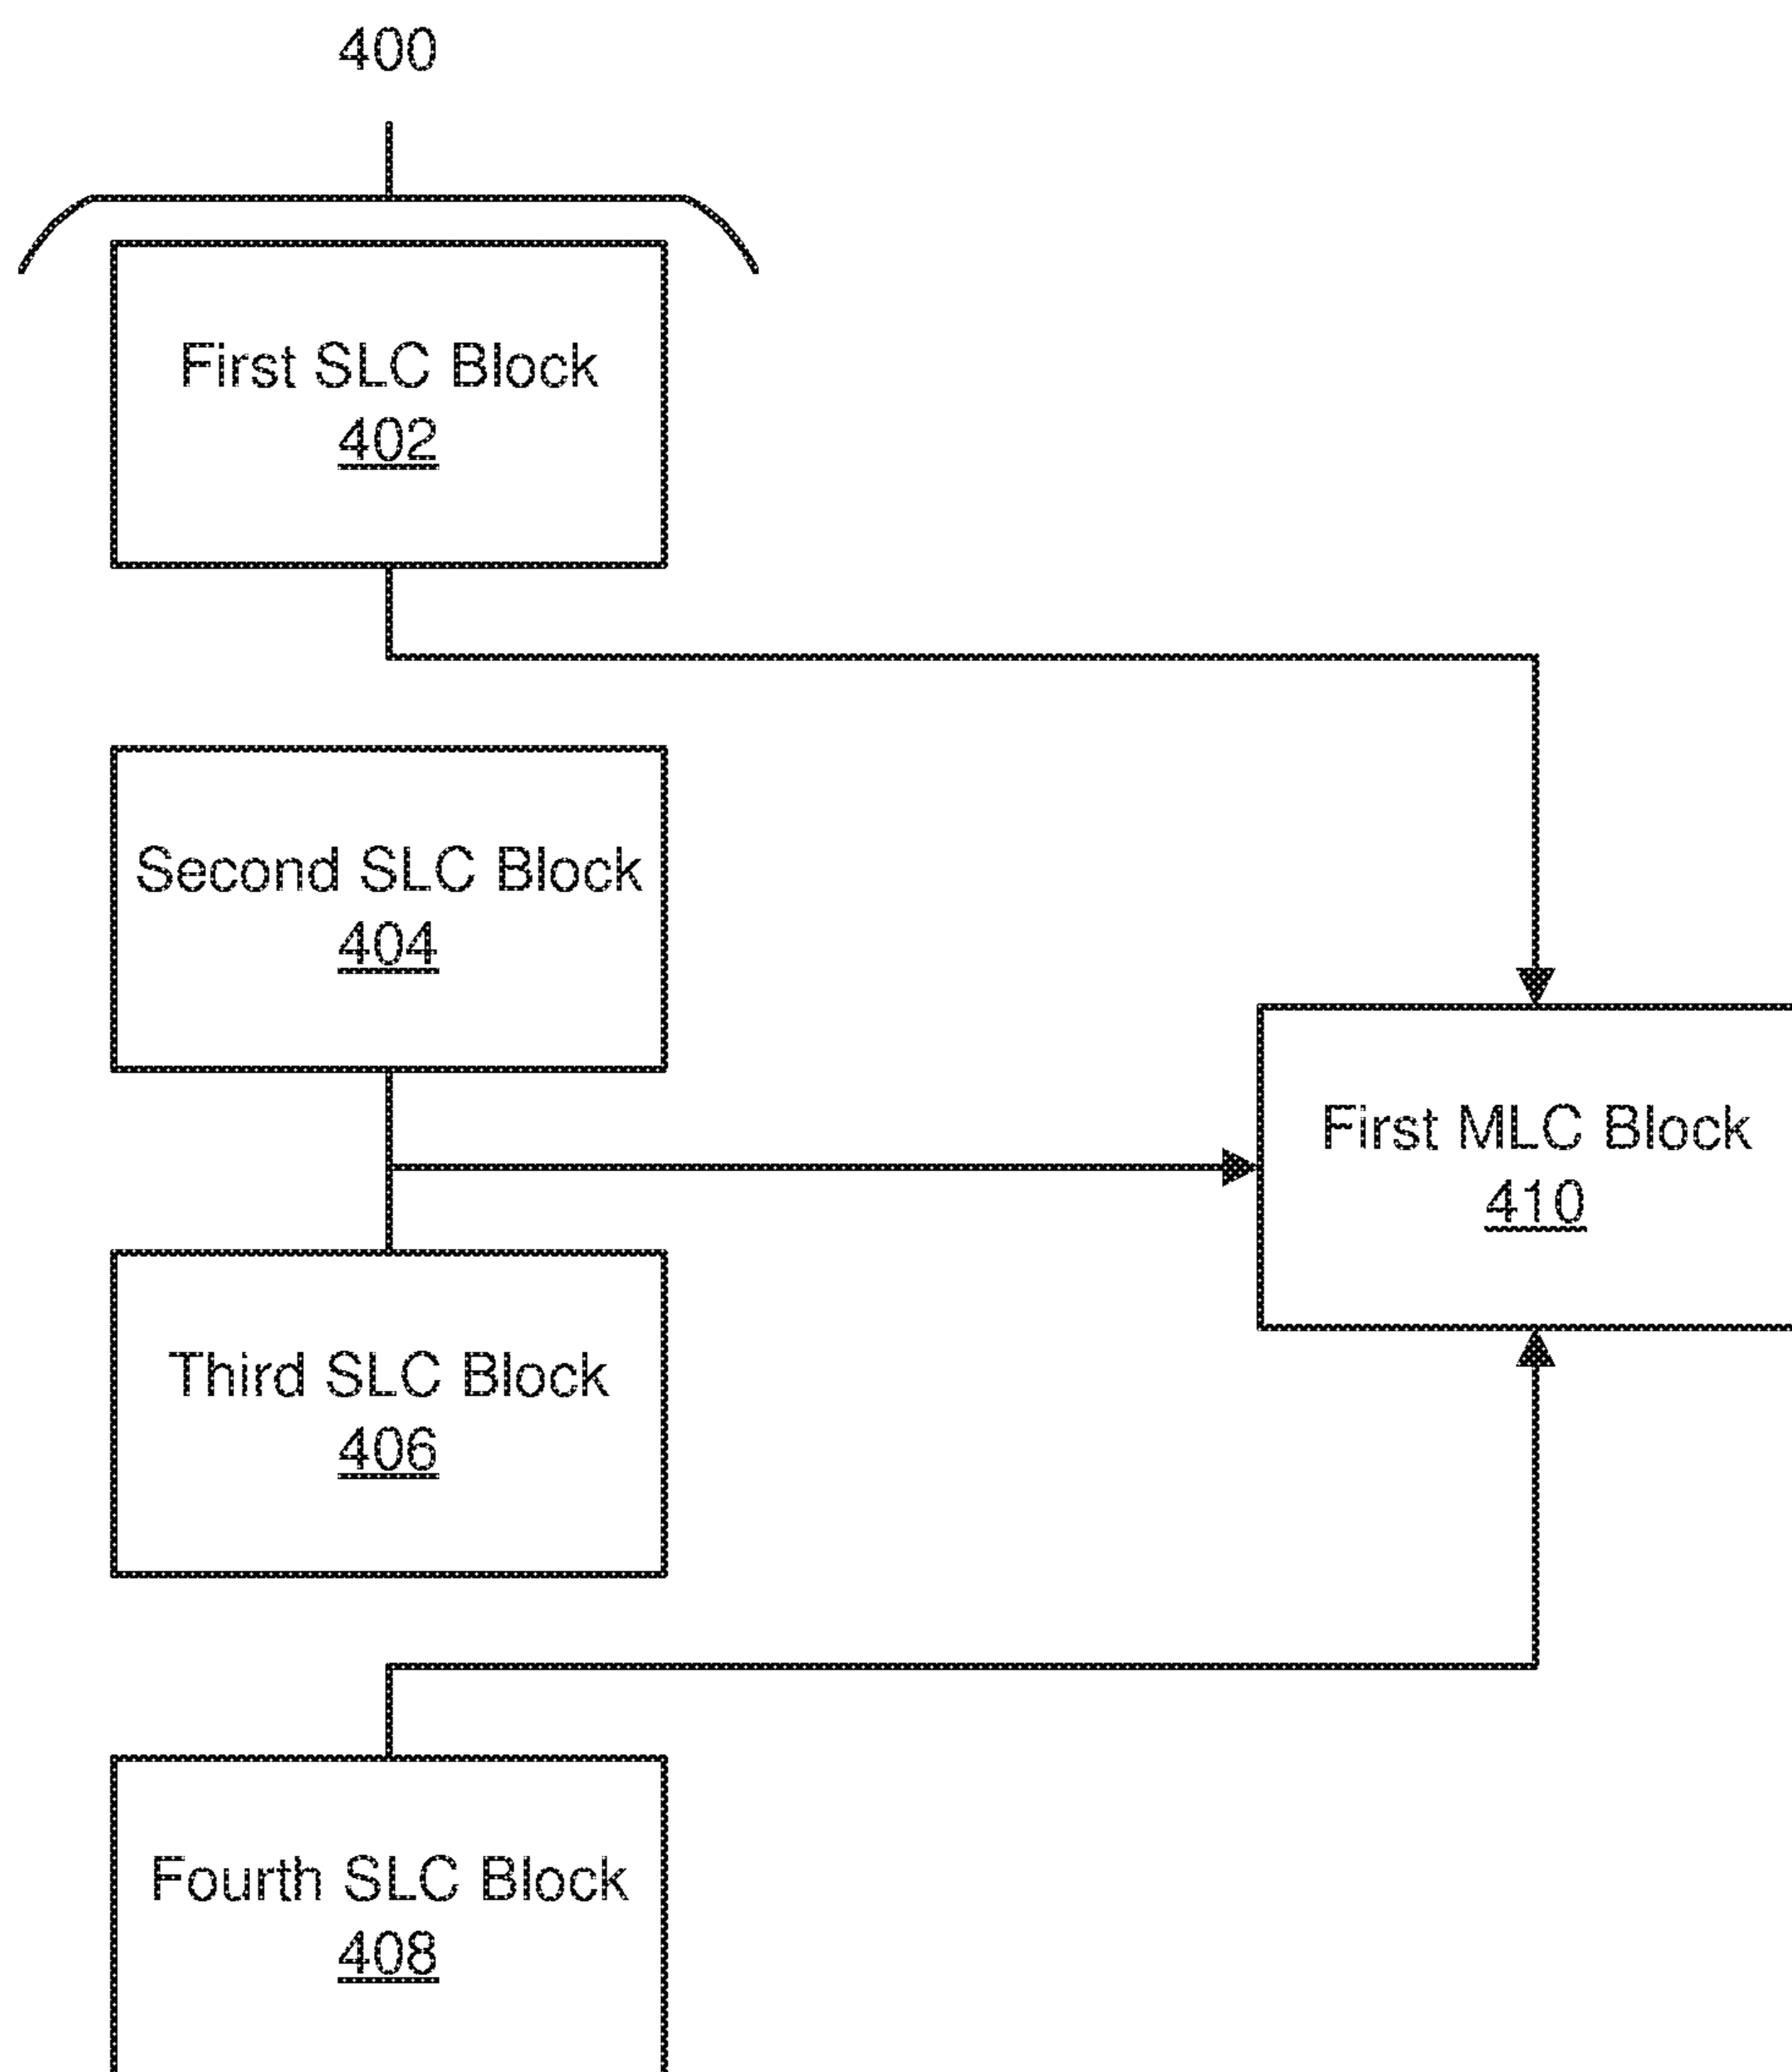 400
First SLC Block
402
Second SLC Block
404
First MLC Block
410
Third SLC Block
406
Fourth SLC Block
408